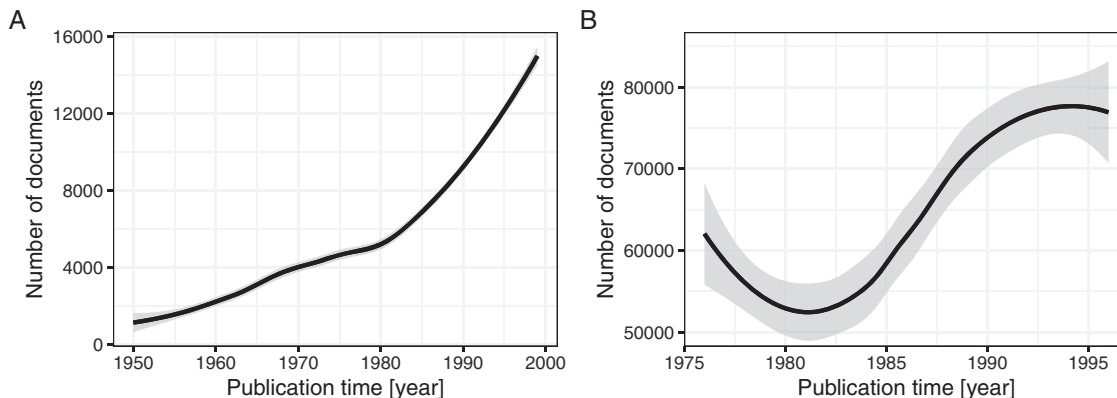 A
Number of documents
16000
12000
8000
4000
0
1950 1960 1970 1980 1990 2000
Publication time [year]
B
Number of documents
80000
70000
60000
50000
1975 1980 1985 1990 1995
Publication time [year]